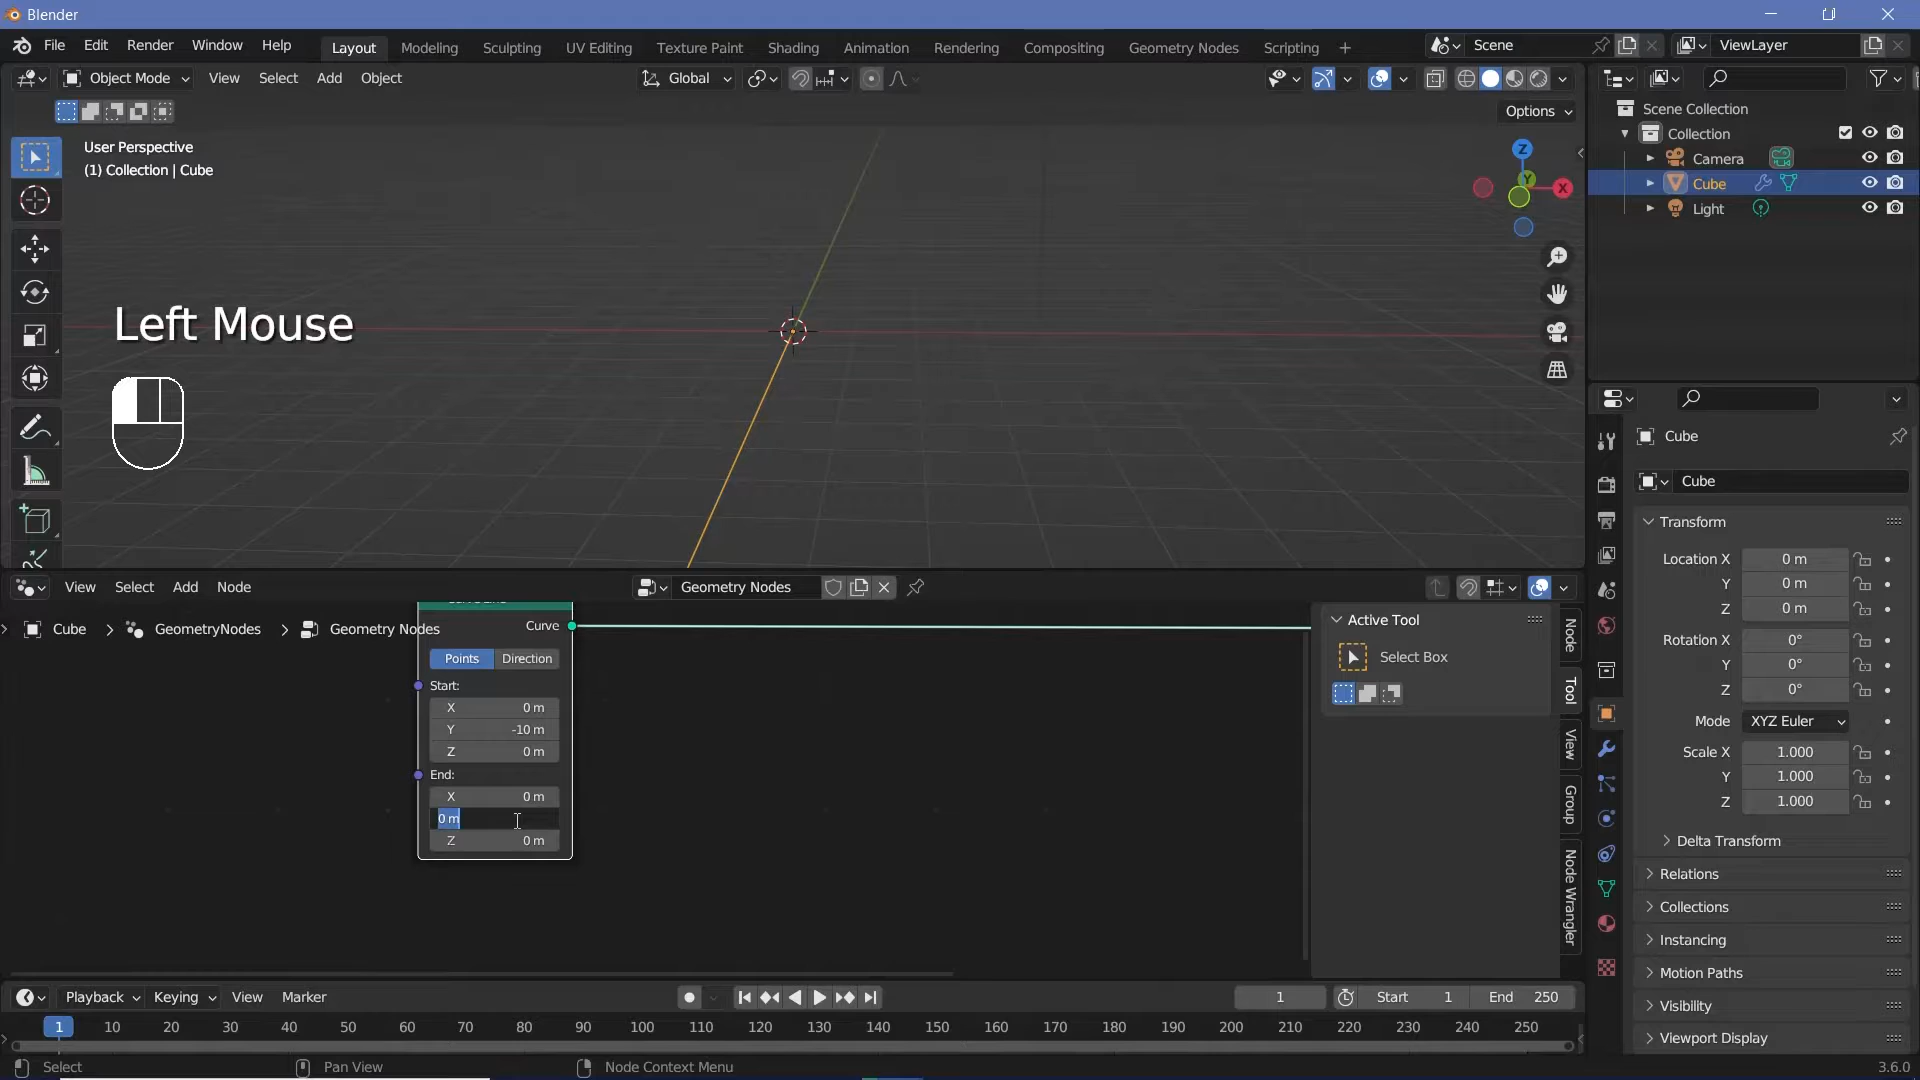 Blender
File Edit Render Window Help
Layout Modeling Sculpting UV Editing Texture Paint Shading Animation Rendering Compositing Geometry Nodes Scripting +
Scene
ViewLayer
Object Mode View Select Add Object
Global
Options
User Perspective
(1) Collection | Cube
Z
Y
X
Left Mouse
Scene Collection
Collection
Camera
Cube
Light
Cube
Cube
Transform
Location X 0 m
Y 0 m
Z 0 m
Rotation X 0°
Y 0°
Z 0°
Mode XYZ Euler
Scale X 1.000
Y 1.000
Z 1.000
Delta Transform
Relations
Collections
Instancing
Motion Paths
Visibility
Viewport Display
View Select Add Node
Geometry Nodes
Cube > GeometryNodes > Geometry Nodes
Curve
Points Direction
Start:
X 0 m
Y -10 m
Z 0 m
End:
X 0 m
0 m
Z 0 m
Active Tool
Select Box
Node
Tool
View
Group
Node Wrangler
Playback Keying View Marker
1
Start 1
End 250
1 10 20 30 40 50 60 70 80 90 100 110 120 130 140 150 160 170 180 190 200 210 220 230 240 250
Select
Pan View
Node Context Menu
3.6.0